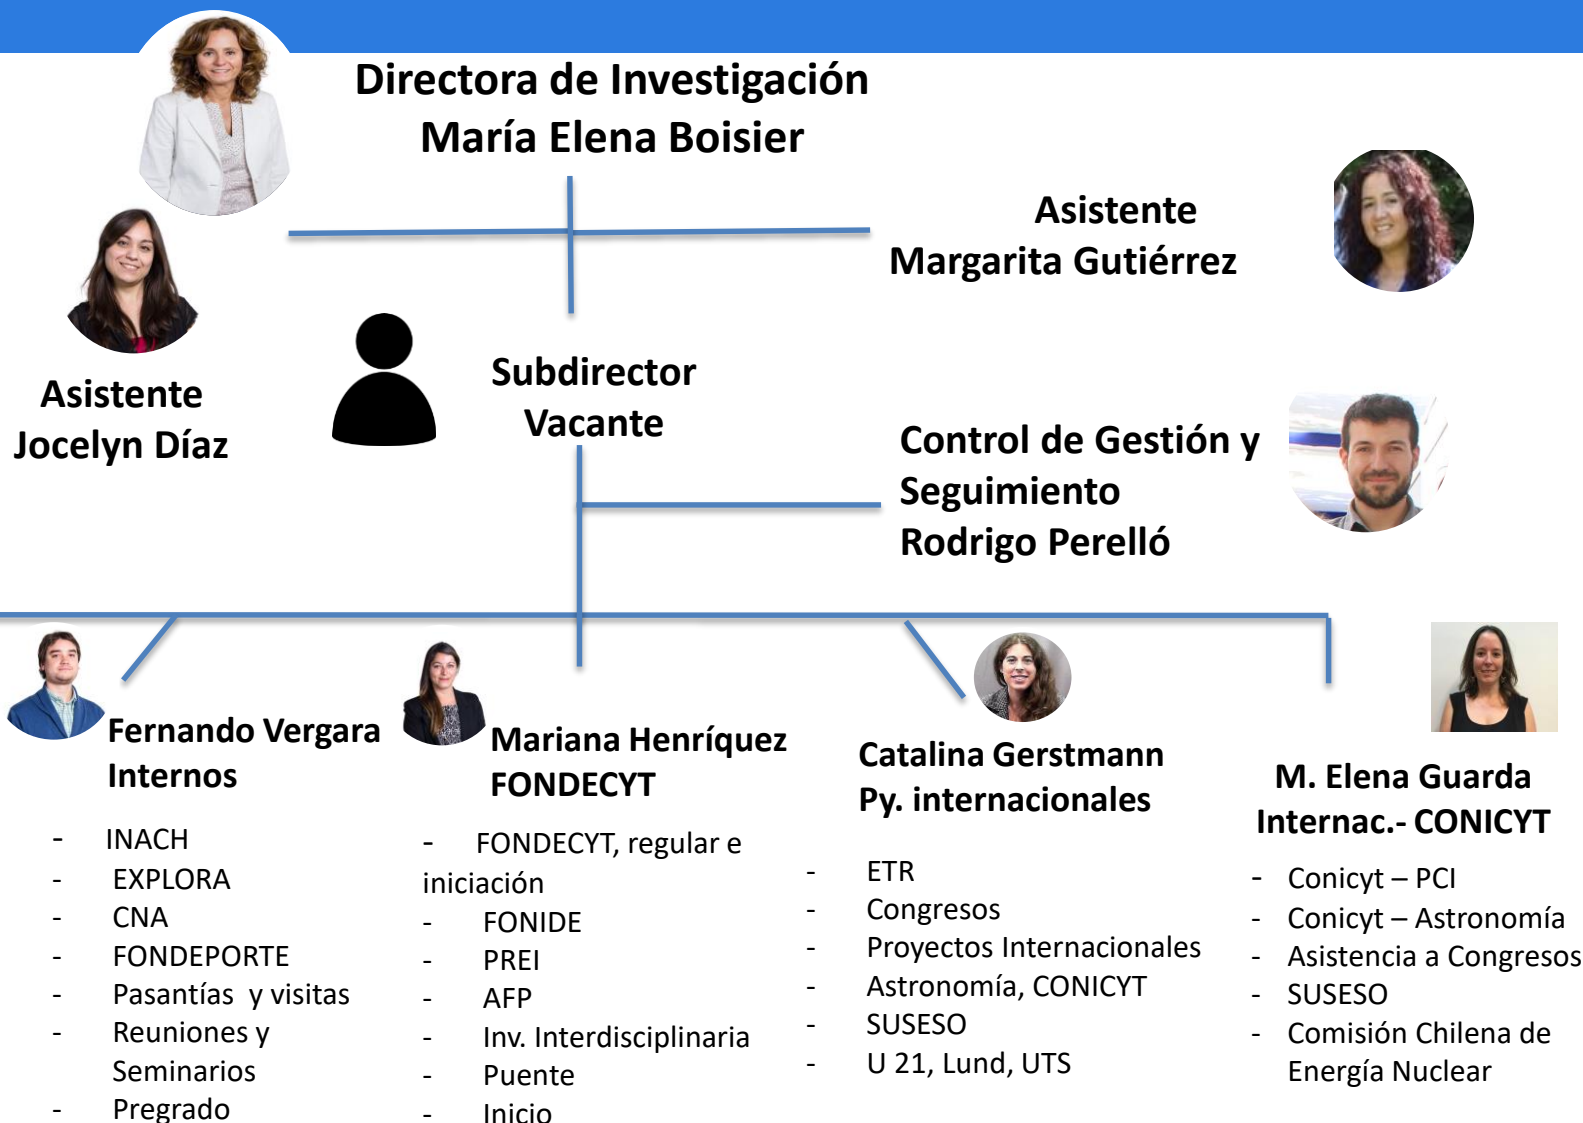 Directora de Investigación
María Elena Boisier
Asistente
Margarita Gutiérrez
Asistente
Jocelyn Díaz
Subdirector
Vacante
Control de Gestión y
Seguimiento
Rodrigo Perelló
Fernando Vergara
Internos
- INACH
- EXPLORA
- CNA
- FONDEPORTE
- Pasantías y visitas
- Reuniones y
Seminarios
- Pregrado
Mariana Henríquez
FONDECYT
- FONDECYT, regular e
iniciación
- FONIDE
- PREI
- AFP
- Inv. Interdisciplinaria
- Puente
- Inicio
Catalina Gerstmann
Py. internacionales
- ETR
- Congresos
- Proyectos Internacionales
- Astronomía, CONICYT
- SUSESO
- U 21, Lund, UTS
M. Elena Guarda
Internac.- CONICYT
- Conicyt – PCI
- Conicyt – Astronomía
- Asistencia a Congresos
- SUSESO
- Comisión Chilena de
Energía Nuclear